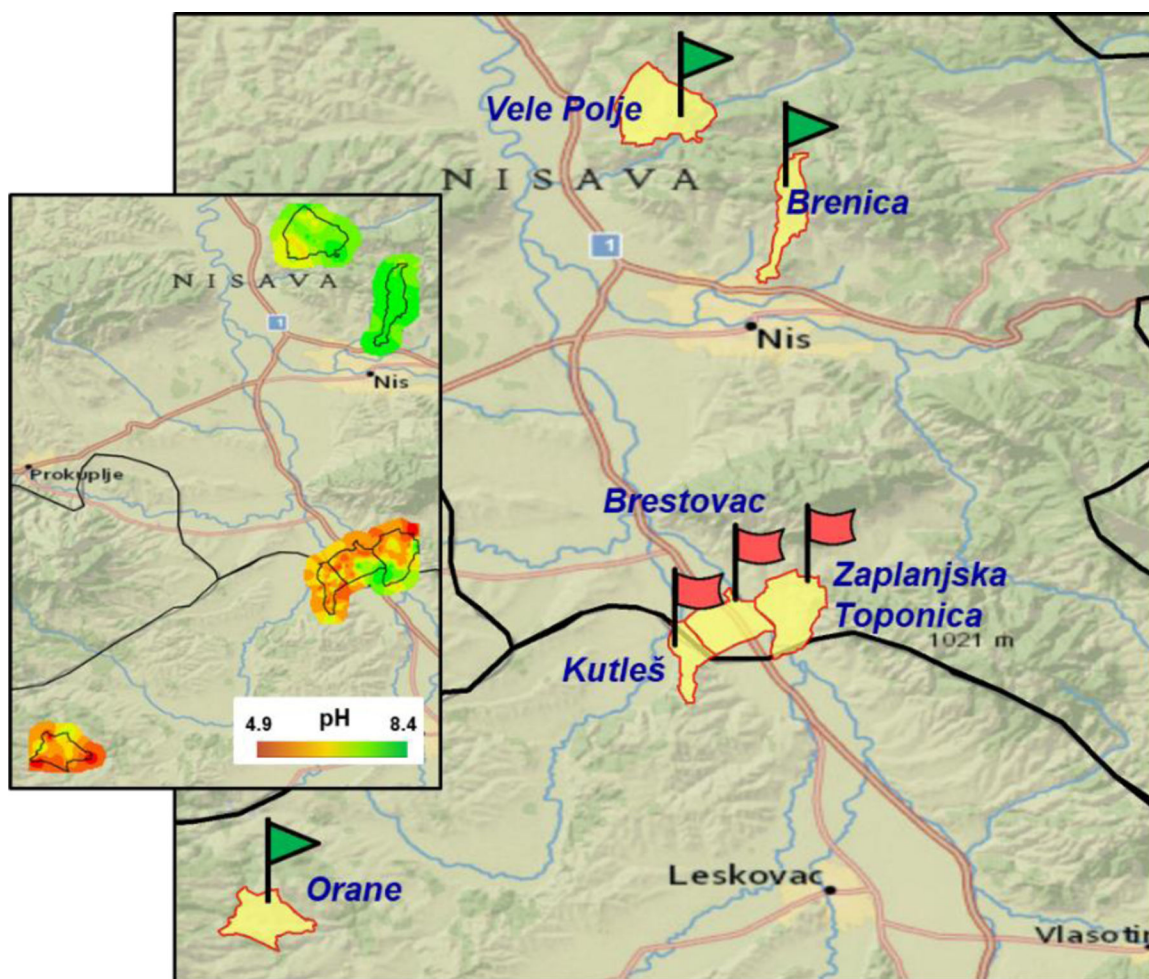 Vele Polje
NISAVA
Brenica
1
Nis
Brestovac
Zaplanjska
Toponica
1021 m
Kutleš
Leskovac
Vlasotin
Orane
NISAVA
1
Nis
Prokuplje
pH
4.9
8.4